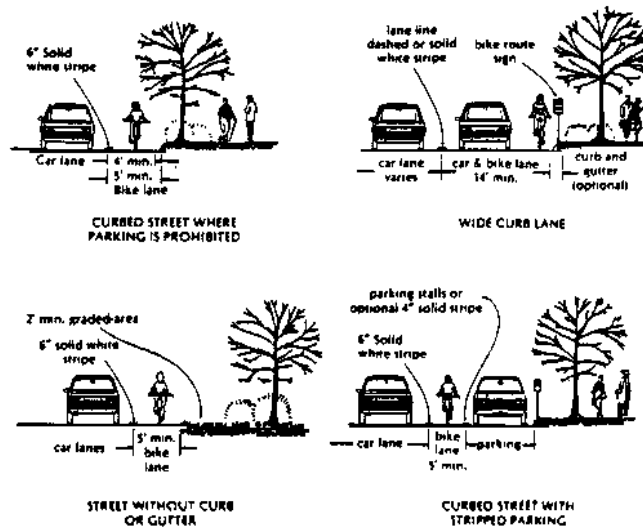 6" Solid
white stripe
Car lane
4' min.
5' min.
Bike lane
CURBED STREET WHERE
PARKING IS PROHIBITED
lane line
dashed or solid
white stripe
bike route
sign
car lane
varies
car & bike lane
14' min.
curb and
gutter
(optional)
WIDE CURB LANE
2' min. graded area
6" solid white
stripe
car lanes
5' min.
bike
lane
STREET WITHOUT CURB
OR GUTTER
parking stalls or
optional 4" solid stripe
6" Solid
white stripe
car lane
bike
lane
5' min.
parking
CURBED STREET WITH
STRIPPED PARKING